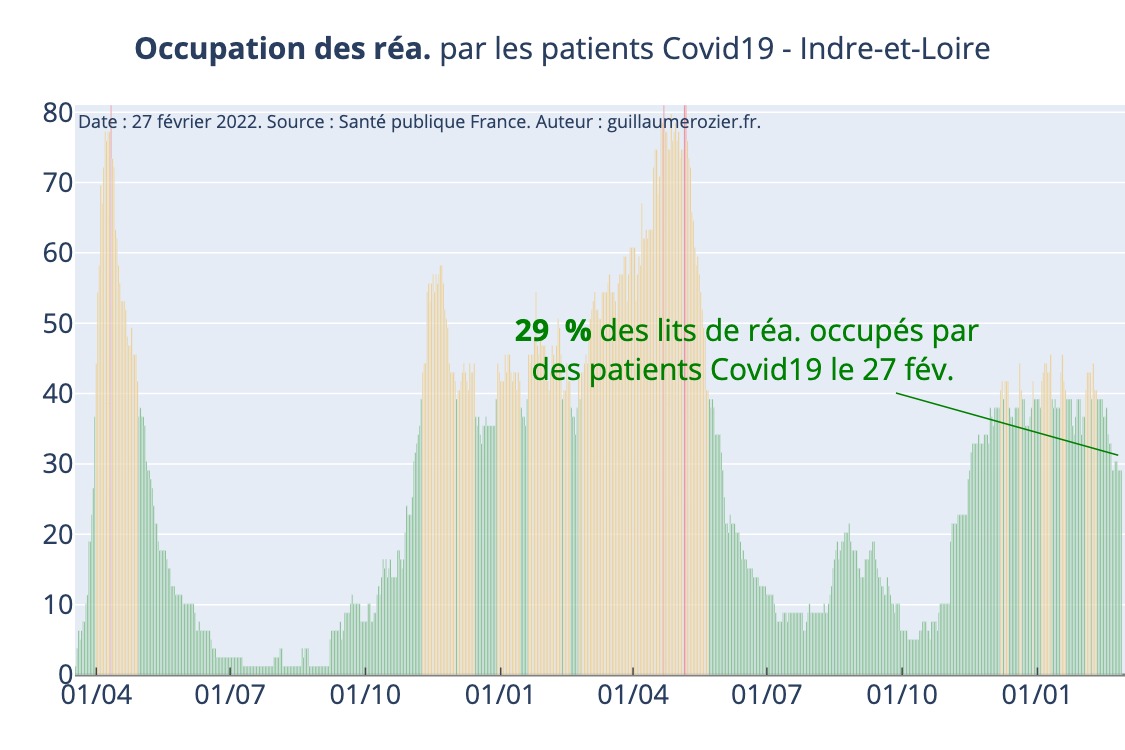 Occupation des réa. par les patients Covid19 - Indre-et-Loire
80
Date : 27 février 2022. Source : Santé publique France. Auteur : guillaumerozier.fr.
70
60
50
29 % des lits de réa. occupés par
des patients Covid19 le 27 fév.
40
30
20
10
0
01/04 01/07 01/10 01/01 01/04 01/07 01/10 01/01